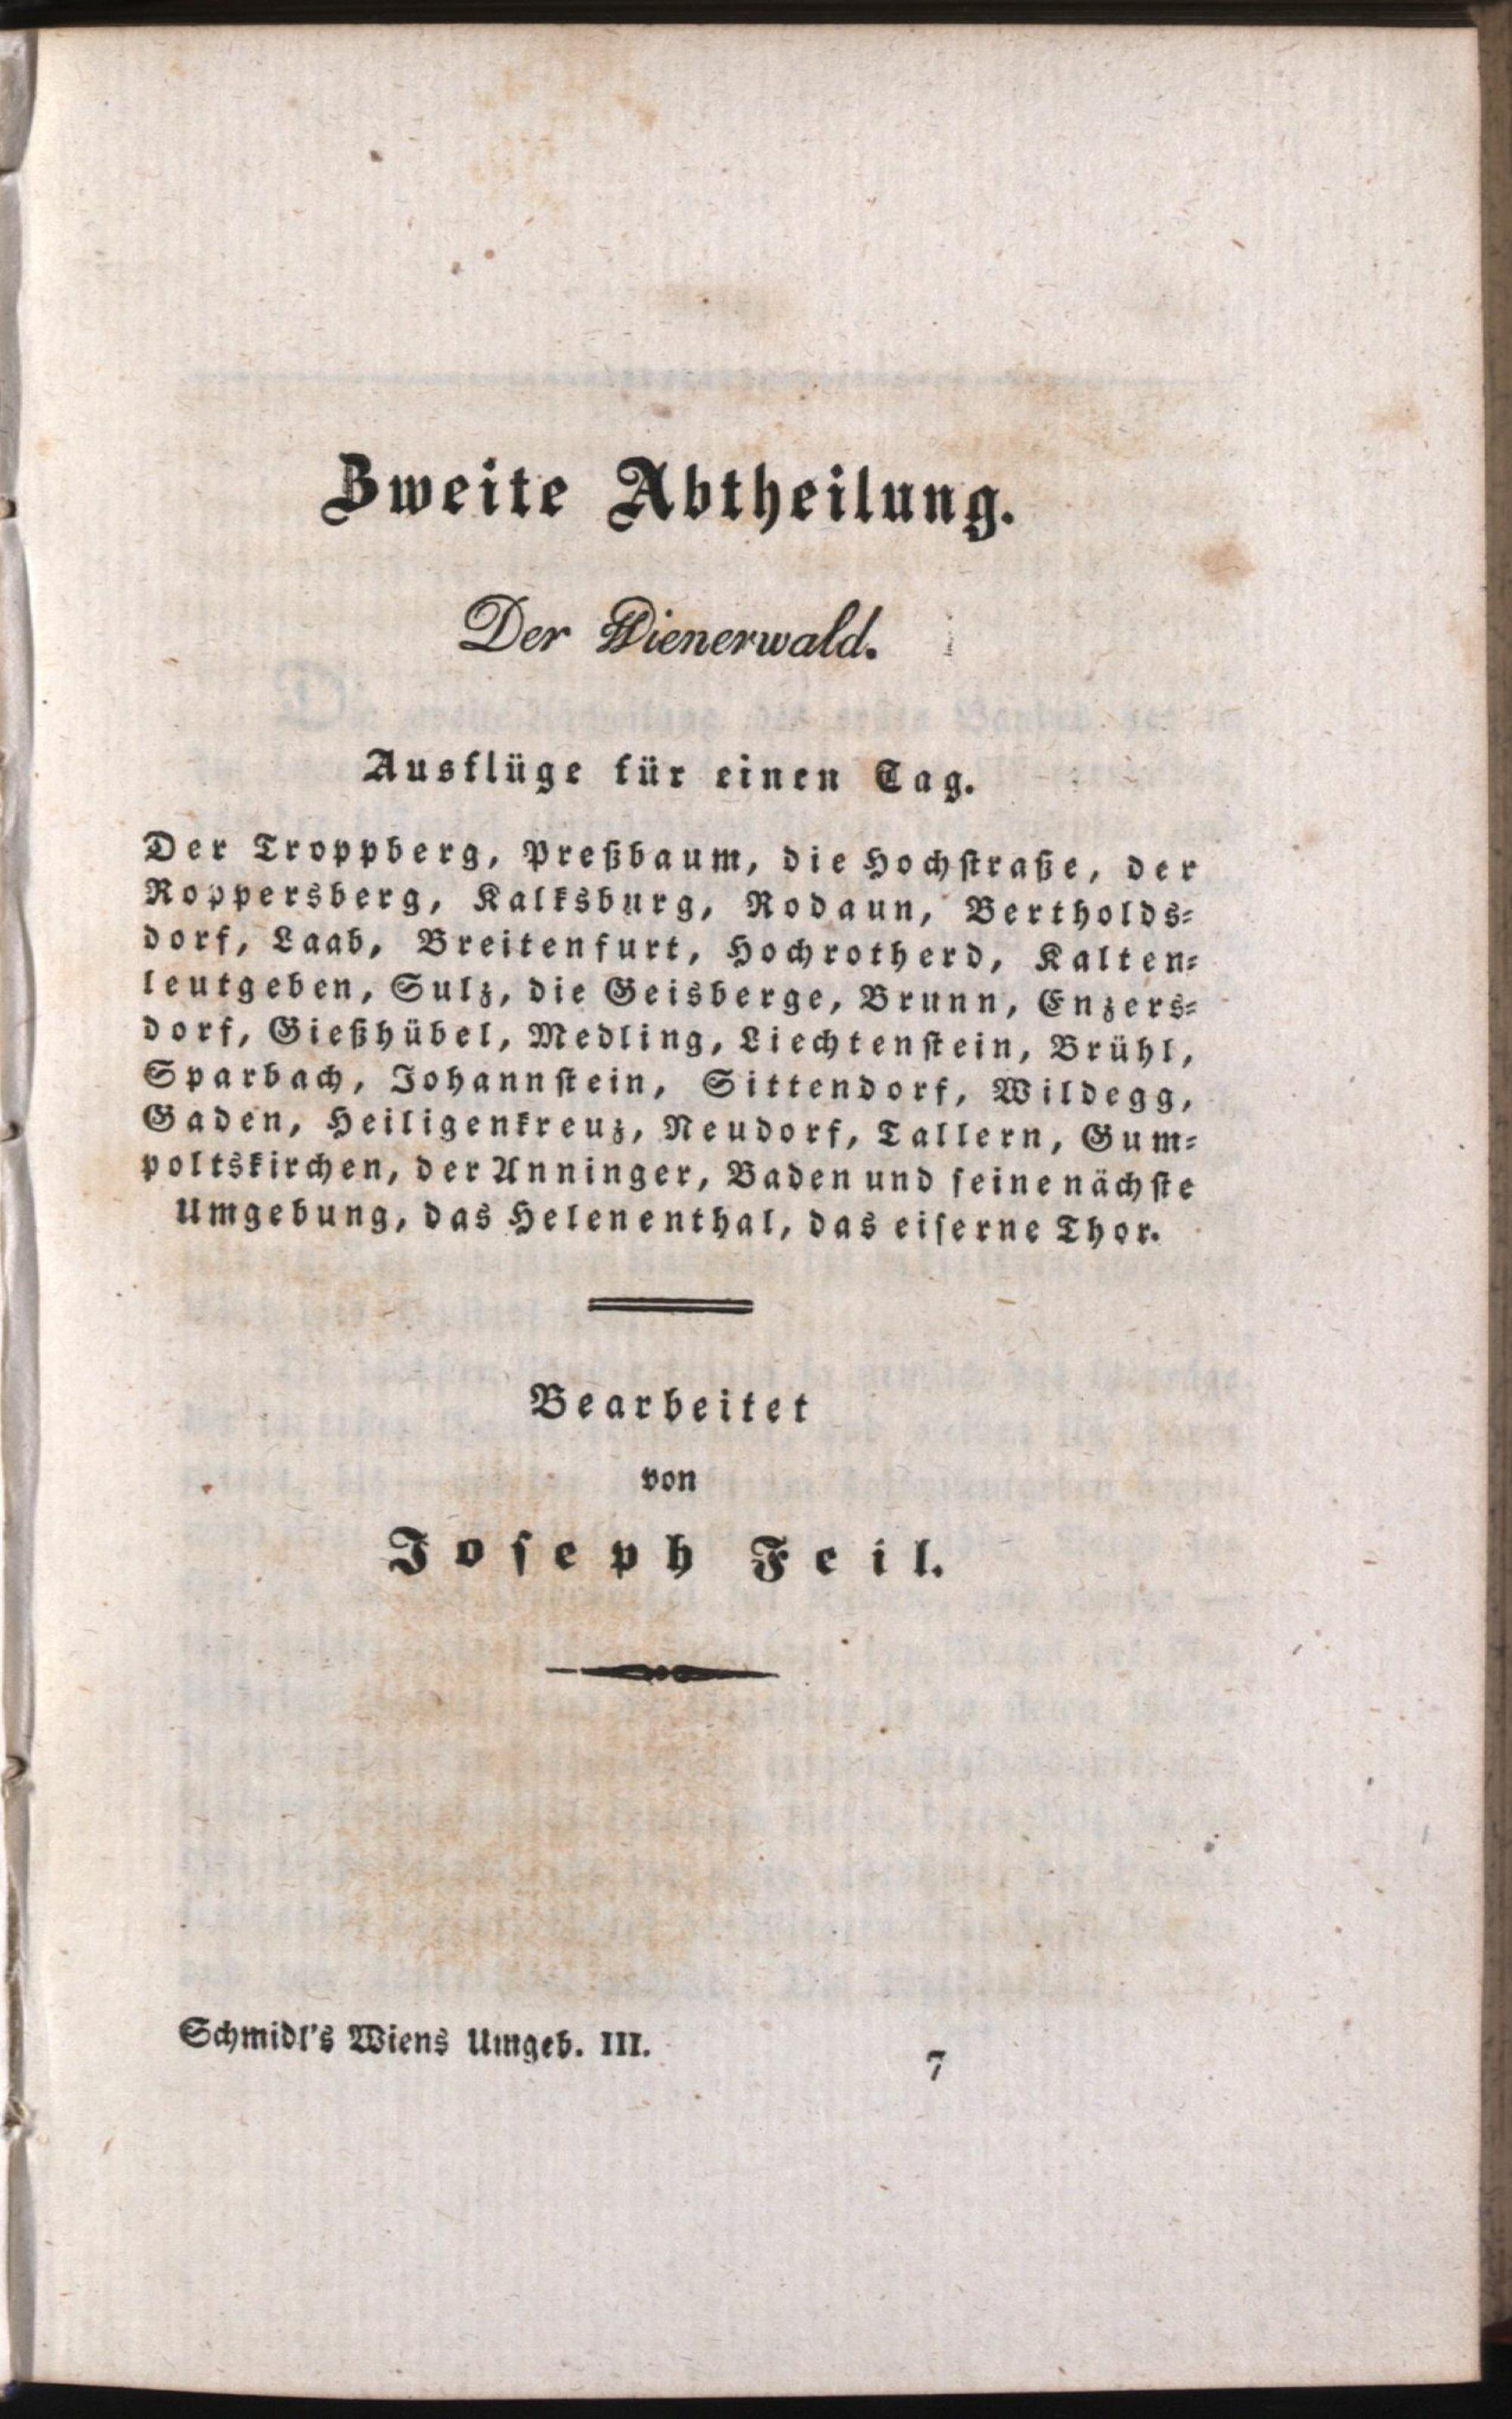 Zweite Abtheilung.
Der Wienerwald.
Ausflüge für einen Tag.
Der Troppberg, Preßbaum, die Hochstraße, der
Roppersberg, Kalksburg, Rodaun, Bertholds-
dorf, Laab, Breitenfurt, Hochrotherd, Kalten-
leutgeben, Sulz, die Geisberge, Brunn, Enzers-
dorf, Gießhübel, Medling, Liechtenstein, Brühl,
Sparbach, Johannstein, Sittendorf, Wildegg,
Gaden, Heiligenkreuz, Neudorf, Tallern, Gum-
poltskirchen, der Anninger, Baden und seine nächste
Umgebung, das Helenenthal, das eiserne Thor.
Bearbeitet
von
Joseph Feil.
Schmidl's Wiens Umgeb. III.
7